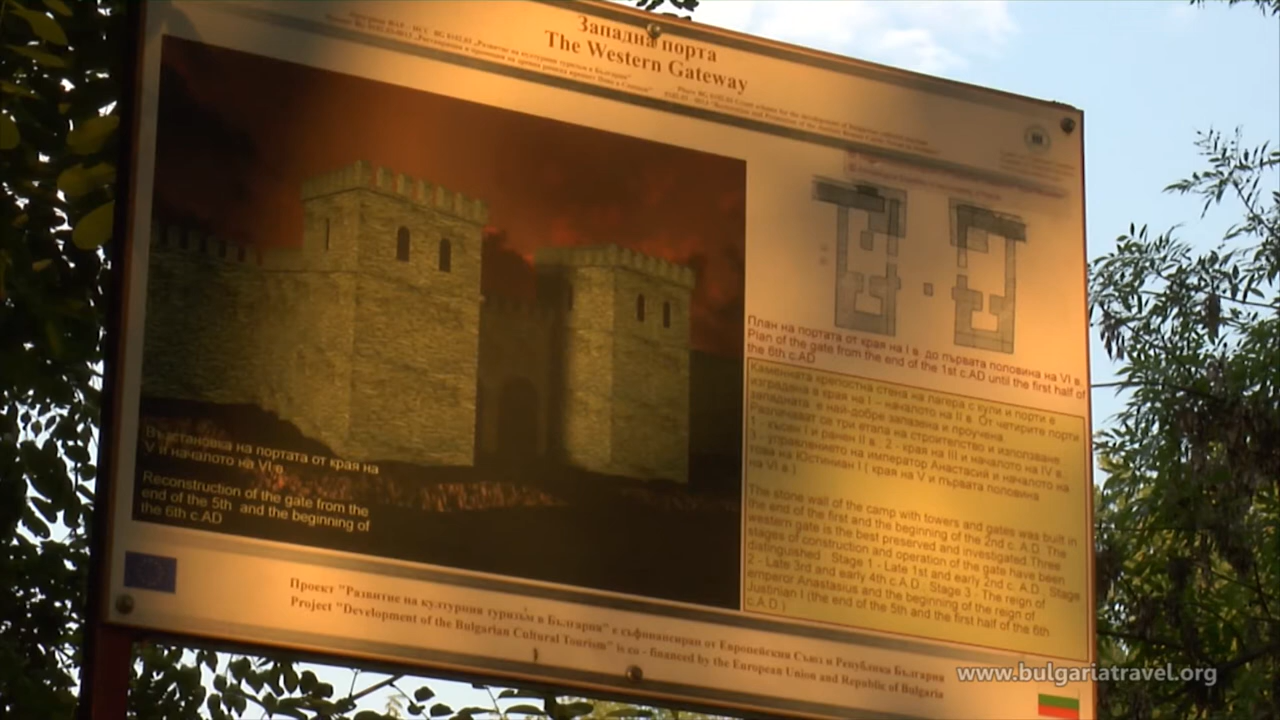 Западна порта
The Western Gateway
План на портата от края на I в. до първата половина на VI в.
Plan of the gate from the end of the 1st c.AD until the first half of
the 6th c.AD
Каменната крепостна стена на лагера с кули и порти е
изградена в края на I – началото на II в. От четирите порти
западната е най-добре запазена и проучена.
Различават се три етапа на строителство и използване:
1 - късен I и ранен II в., 2 - края на III и началото на IV в.,
3 - управлението на император Анастасий и началото на
това на Юстиниан I ( края на V и първата половина
на VI в.)
The stone wall of the camp with towers and gates was built in
the end of the first and the beginning of the 2nd c. A.D. The
western gate is the best preserved and investigated.Three
stages of construction and operation of the gate have been
distinguished . Stage 1 - Late 1st and early 2nd c. A.D., Stage
2 - Late 3rd and early 4th c.A.D., Stage 3 - The reign of
emperor Anastasius and the beginning of the reign of
Justinian I (the end of the 5th and the first half of the 6th
c.A.D.)
Възстановка на портата от края на
V и началото на VI в.
Reconstruction of the gate from the
end of the 5th and the beginning of
the 6th c.AD
Проект "Развитие на културния туризъм в България" е съфинансиран от Европейския Съюз и Република България
Project "Development of the Bulgarian Cultural Tourism" is co - financed by the European Union and Republic of Bulgaria
www.bulgariatravel.org